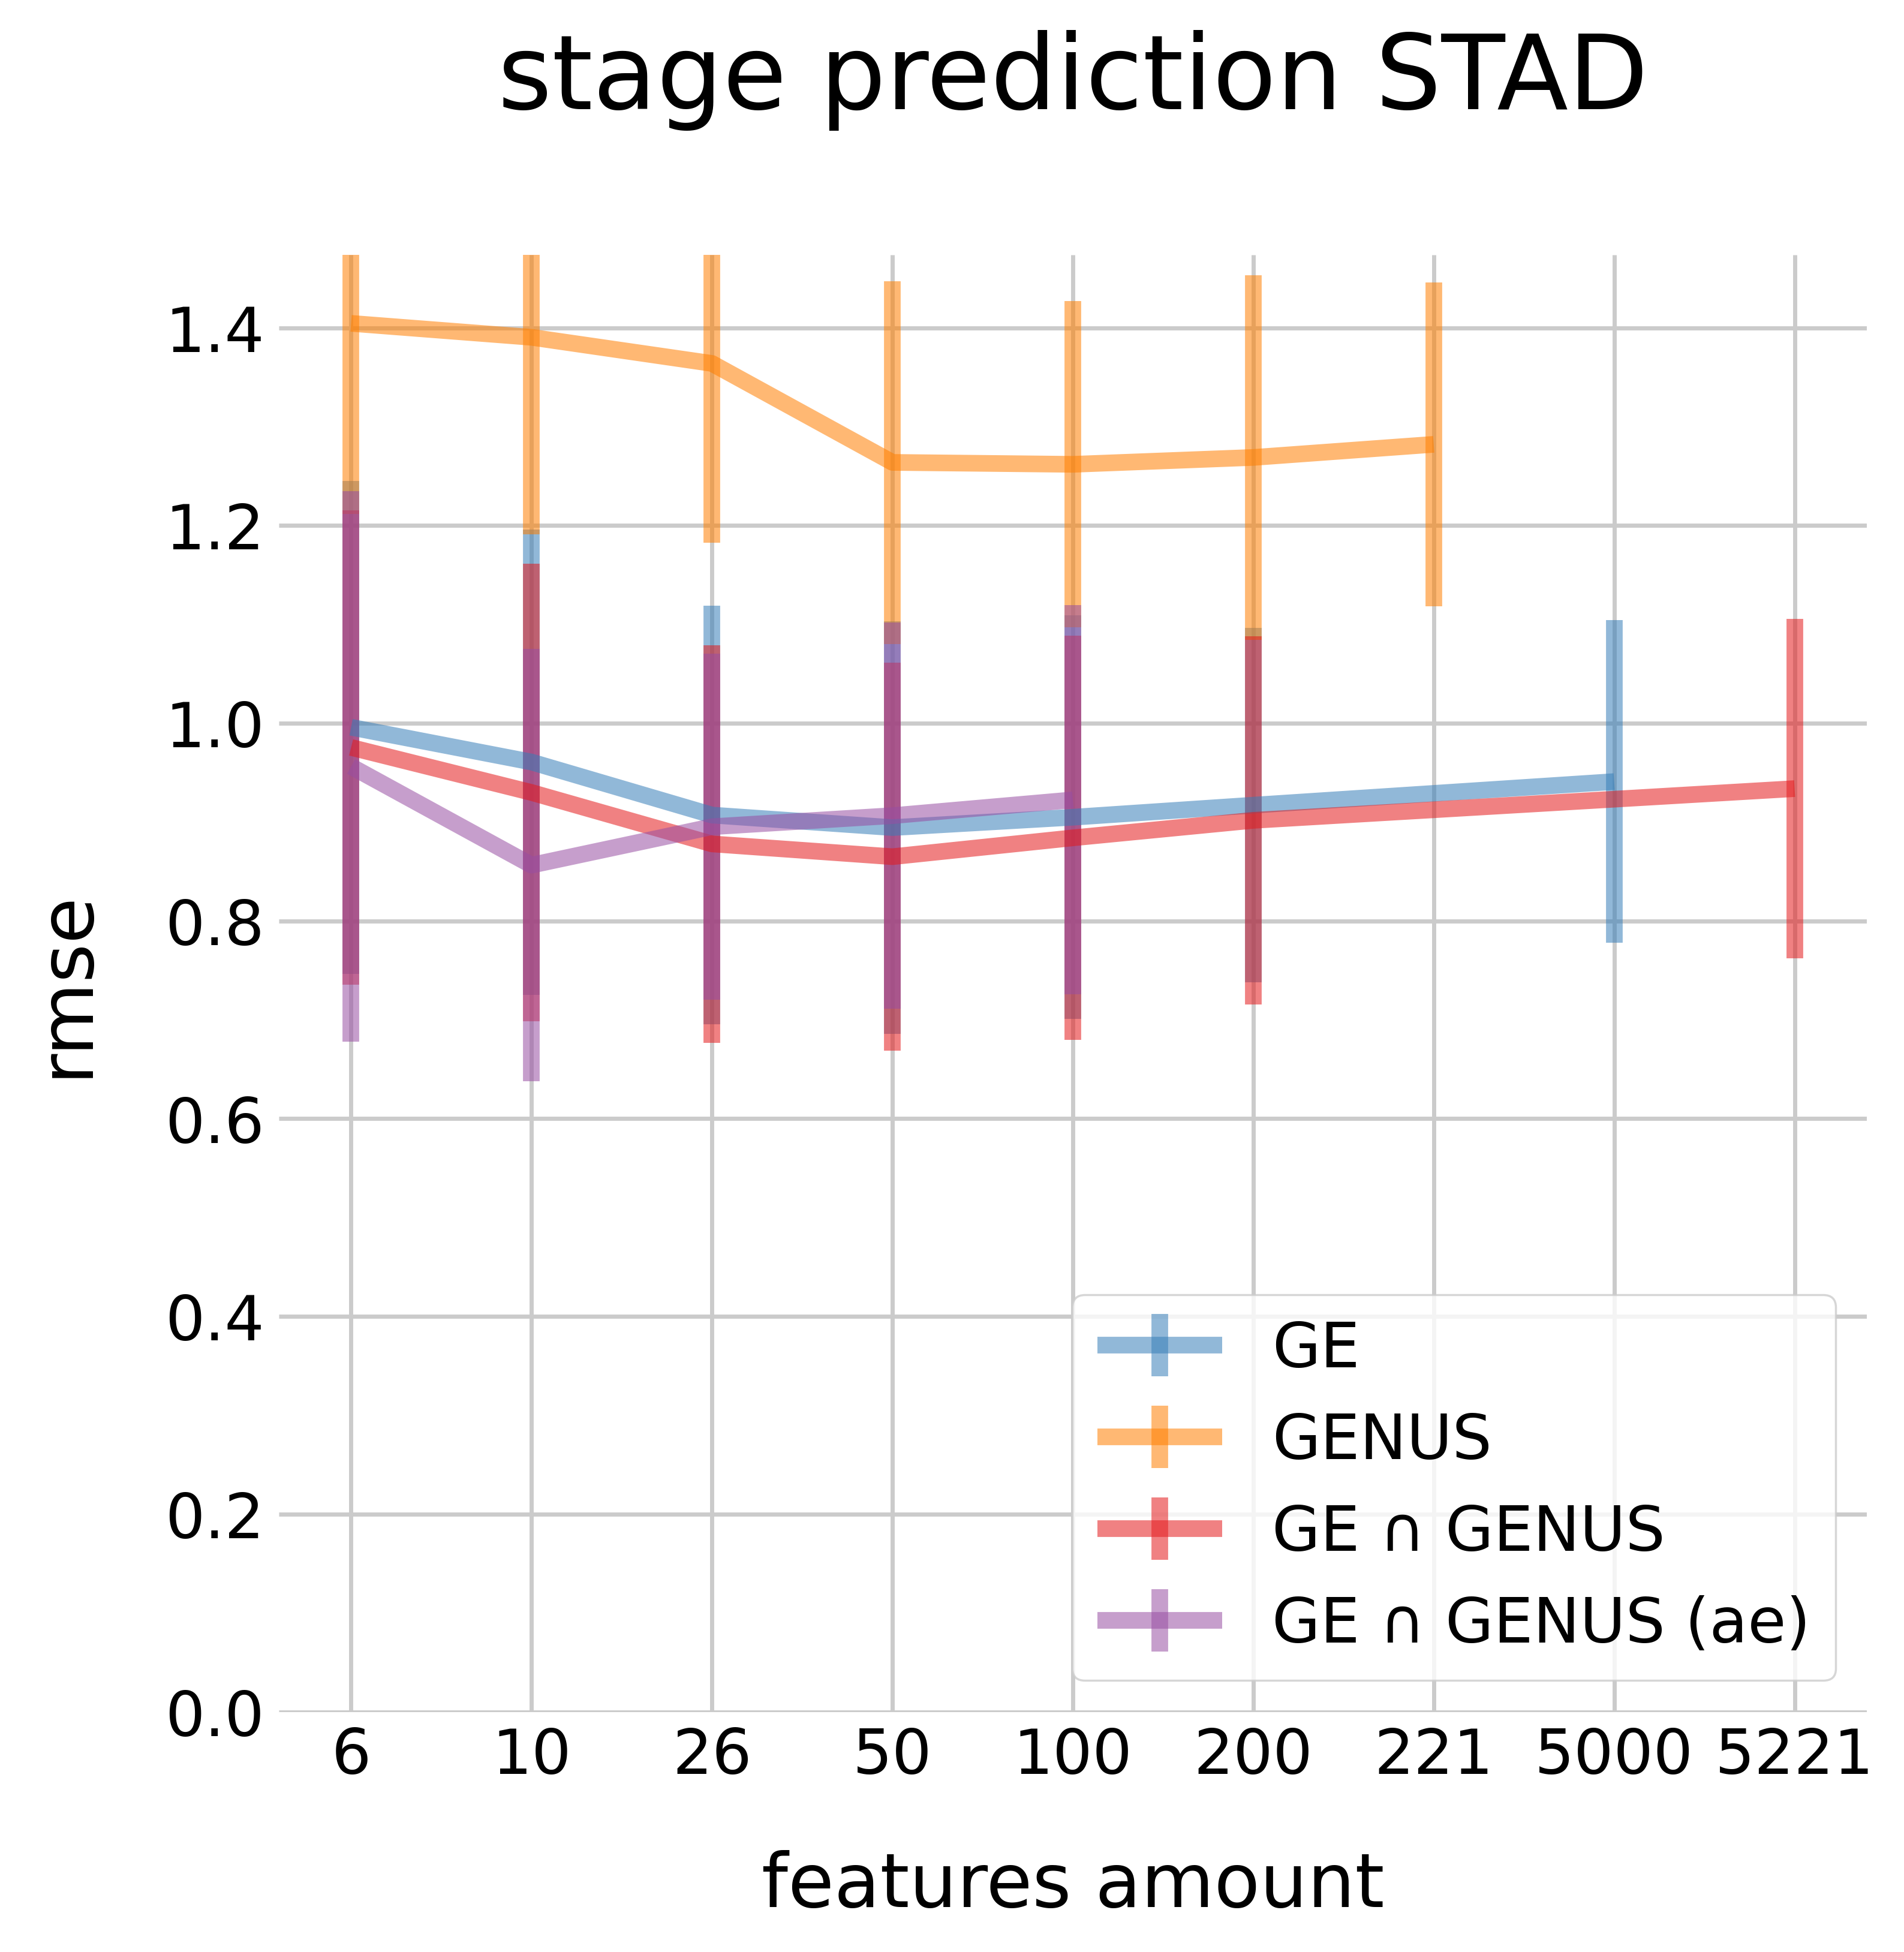 stage prediction STAD
1.4
1.2
1.0
0.8
0.6
0.4
0.2
0.0
rmse
GE
GENUS
GE ∩ GENUS
GE ∩ GENUS (ae)
6 10 26 50 100 200 221 5000 5221
features amount